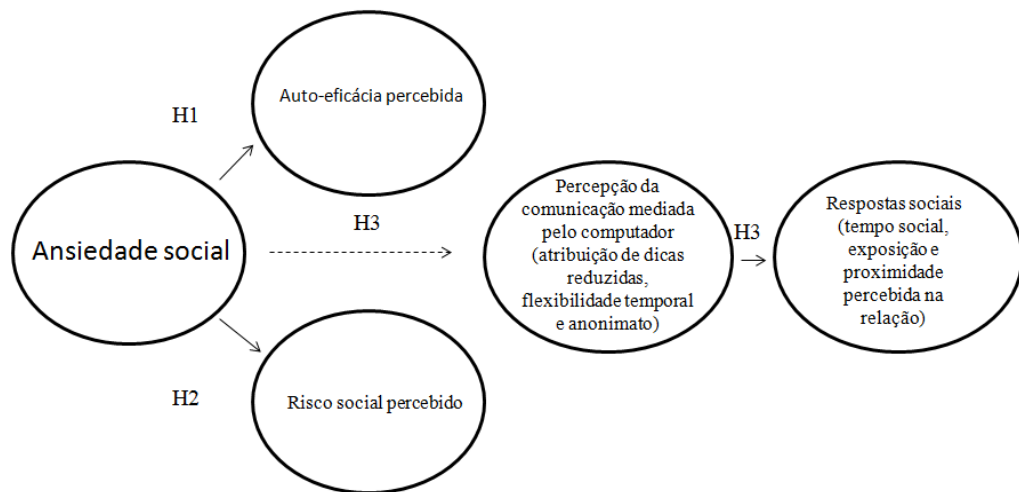 Auto-eficácia percebida
H1
Ansiedade social
H3
Percepção da
comunicação mediada
pelo computador
(atribuição de dicas
reduzidas,
flexibilidade temporal
e anonimato)
H3
Respostas sociais
(tempo social,
exposição e
proximidade
percebida na
relação)
H2
Risco social percebido